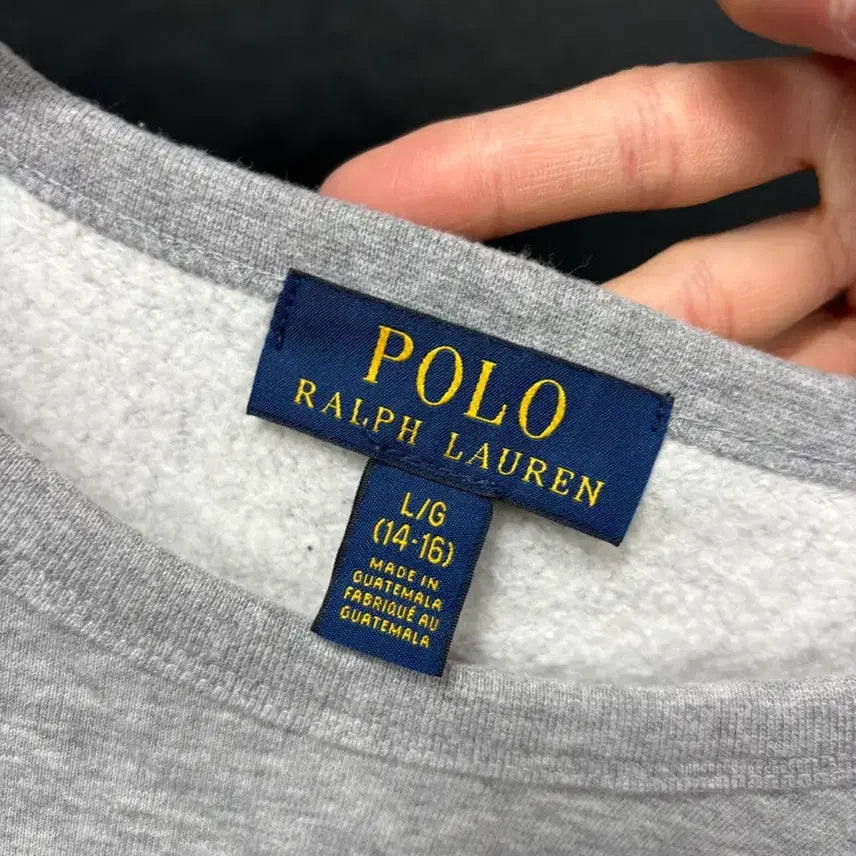 POLO
RALPH LAUREN
L/G
(14-16)
MADE IN
GUATEMALA
FABRIQUÉ AU
GUATEMALA